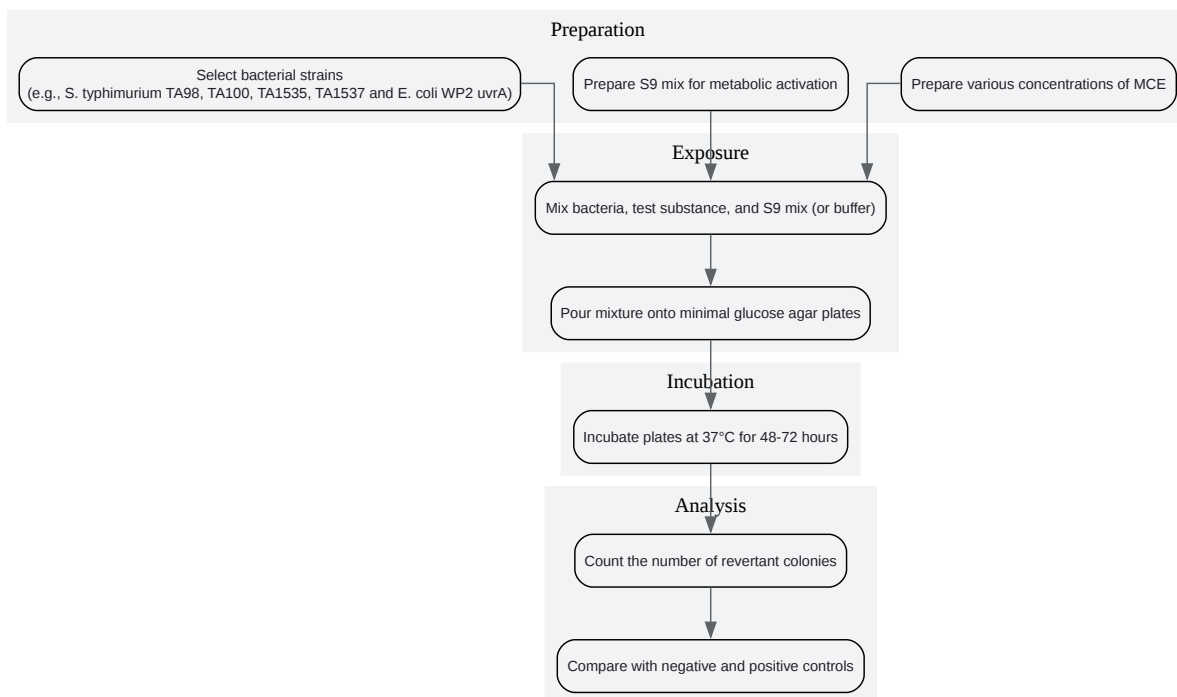 Preparation
Select bacterial strains
(e.g., S. typhimurium TA98, TA100, TA1535, TA1537 and E. coli WP2 uvrA)
Prepare S9 mix for metabolic activation
Prepare various concentrations of MCE
Exposure
Mix bacteria, test substance, and S9 mix (or buffer)
Pour mixture onto minimal glucose agar plates
Incubation
Incubate plates at 37°C for 48-72 hours
Analysis
Count the number of revertant colonies
Compare with negative and positive controls